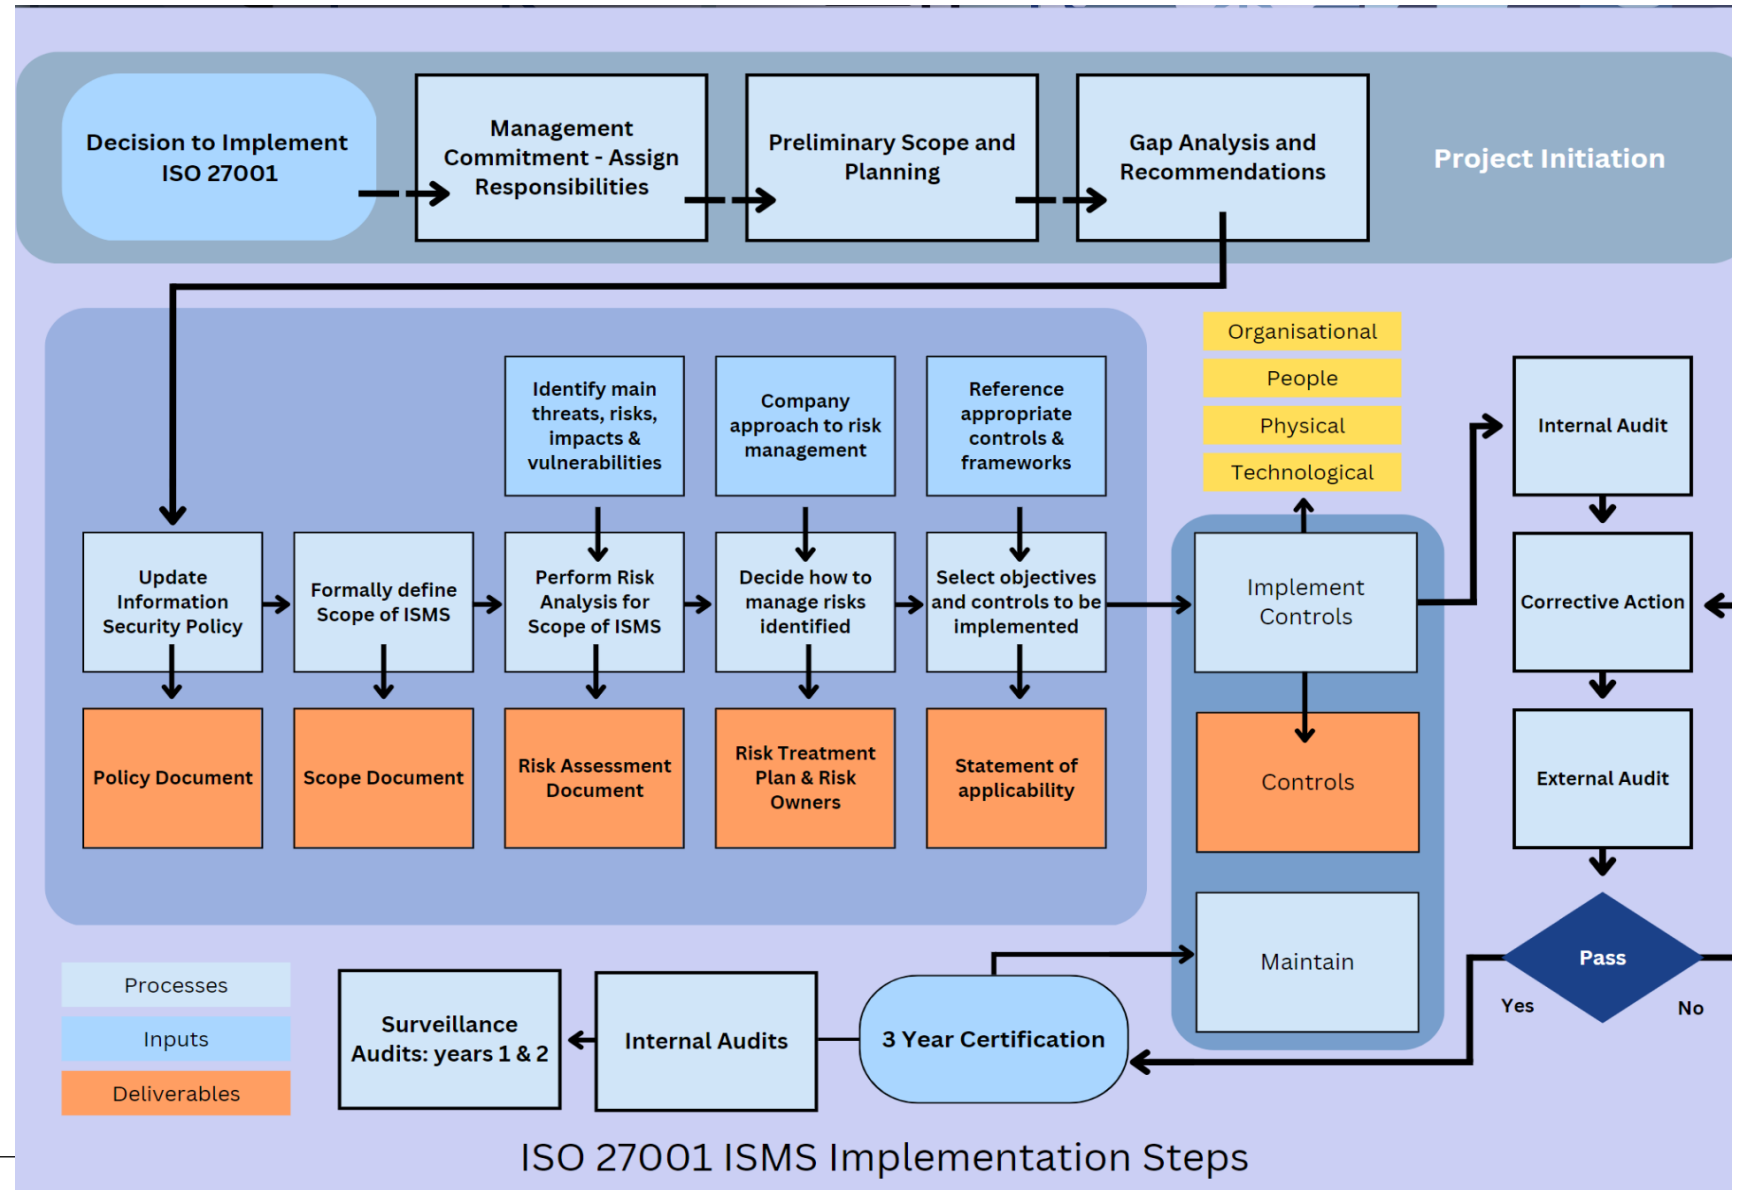 Decision to Implement
ISO 27001
Management
Commitment - Assign
Responsibilities
Preliminary Scope and
Planning
Gap Analysis and
Recommendations
Project Initiation
Organisational
People
Physical
Technological
Identify main
threats, risks,
impacts &
vulnerabilities
Company
approach to risk
management
Reference
appropriate
controls &
frameworks
Internal Audit
Update
Information
Security Policy
Formally define
Scope of ISMS
Perform Risk
Analysis for
Scope of ISMS
Decide how to
manage risks
identified
Select objectives
and controls to be
implemented
Implement
Controls
Corrective Action
Policy Document
Scope Document
Risk Assessment
Document
Risk Treatment
Plan & Risk
Owners
Statement of
applicability
Controls
External Audit
Maintain
Pass
Yes
No
Processes
Inputs
Deliverables
Surveillance
Audits: years 1 & 2
Internal Audits
3 Year Certification
ISO 27001 ISMS Implementation Steps